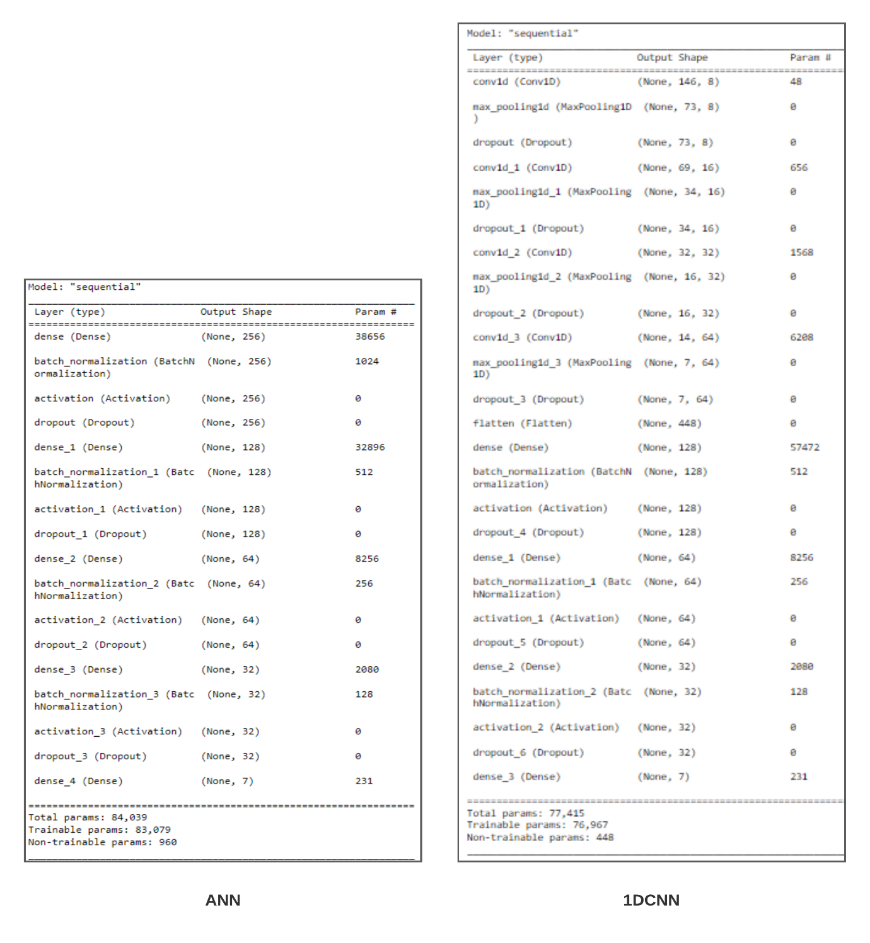 Model: "sequential"
Layer (type) Output Shape Param #
dense (Dense) (None, 256) 38656
batch_normalization (BatchN (None, 256) 1024
ormalization)
activation (Activation) (None, 256) 0
dropout (Dropout) (None, 256) 0
dense_1 (Dense) (None, 128) 32896
batch_normalization_1 (Batc (None, 128) 512
hNormalization)
activation_1 (Activation) (None, 128) 0
dropout_1 (Dropout) (None, 128) 0
dense_2 (Dense) (None, 64) 8256
batch_normalization_2 (Batc (None, 64) 256
hNormalization)
activation_2 (Activation) (None, 64) 0
dropout_2 (Dropout) (None, 64) 0
dense_3 (Dense) (None, 32) 2080
batch_normalization_3 (Batc (None, 32) 128
hNormalization)
activation_3 (Activation) (None, 32) 0
dropout_3 (Dropout) (None, 32) 0
dense_4 (Dense) (None, 7) 231
Total params: 84,039
Trainable params: 83,079
Non-trainable params: 960
ANN
Model: "sequential"
Layer (type) Output Shape Param #
conv1d (Conv1D) (None, 146, 8) 48
max_pooling1d (MaxPooling1D (None, 73, 8) 0
)
dropout (Dropout) (None, 73, 8) 0
conv1d_1 (Conv1D) (None, 69, 16) 656
max_pooling1d_1 (MaxPooling (None, 34, 16) 0
1D)
dropout_1 (Dropout) (None, 34, 16) 0
conv1d_2 (Conv1D) (None, 32, 32) 1568
max_pooling1d_2 (MaxPooling (None, 16, 32) 0
1D)
dropout_2 (Dropout) (None, 16, 32) 0
conv1d_3 (Conv1D) (None, 14, 64) 6208
max_pooling1d_3 (MaxPooling (None, 7, 64) 0
1D)
dropout_3 (Dropout) (None, 7, 64) 0
flatten (Flatten) (None, 448) 0
dense (Dense) (None, 128) 57472
batch_normalization (BatchN (None, 128) 512
ormalization)
activation (Activation) (None, 128) 0
dropout_4 (Dropout) (None, 128) 0
dense_1 (Dense) (None, 64) 8256
batch_normalization_1 (Batc (None, 64) 256
hNormalization)
activation_1 (Activation) (None, 64) 0
dropout_5 (Dropout) (None, 64) 0
dense_2 (Dense) (None, 32) 2080
batch_normalization_2 (Batc (None, 32) 128
hNormalization)
activation_2 (Activation) (None, 32) 0
dropout_6 (Dropout) (None, 32) 0
dense_3 (Dense) (None, 7) 231
Total params: 77,415
Trainable params: 76,967
Non-trainable params: 448
1DCNN